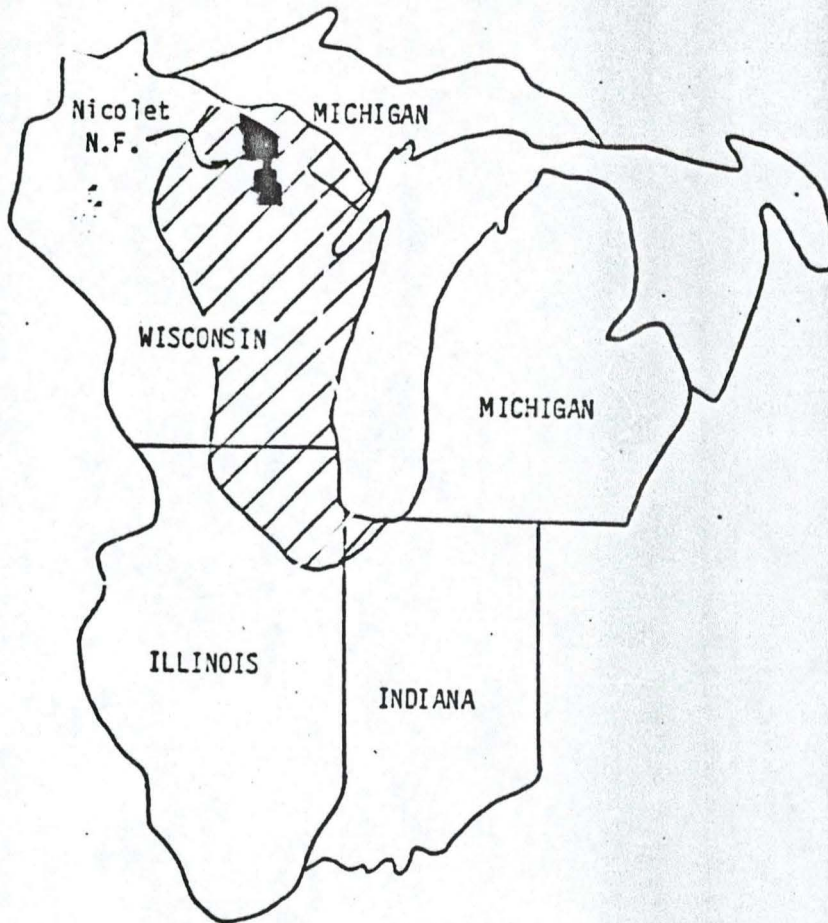 Nicolet
N.F.
MICHIGAN
WISCONSIN
MICHIGAN
ILLINOIS
INDIANA